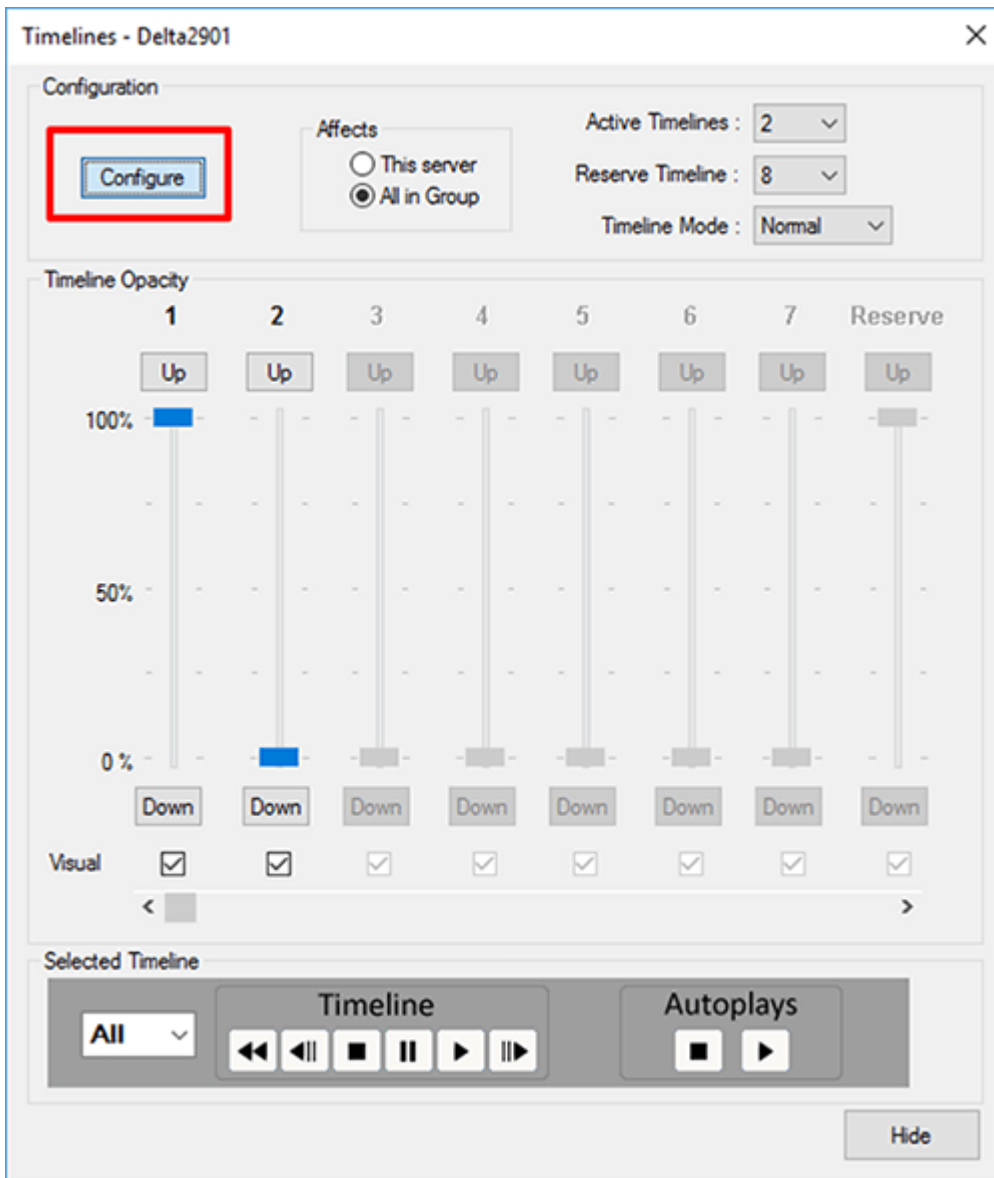 Timelines - Delta2901
Configuration
Configure
Affects
This server
All in Group
Active Timelines : 2
Reserve Timeline : 8
Timeline Mode : Normal
Timeline Opacity
1 2 3 4 5 6 7 Reserve
Up Up Up Up Up Up Up Up
100%
50%
0 %
Down Down Down Down Down Down Down Down
Visual
Selected Timeline
All
Timeline
Autoplays
Hide